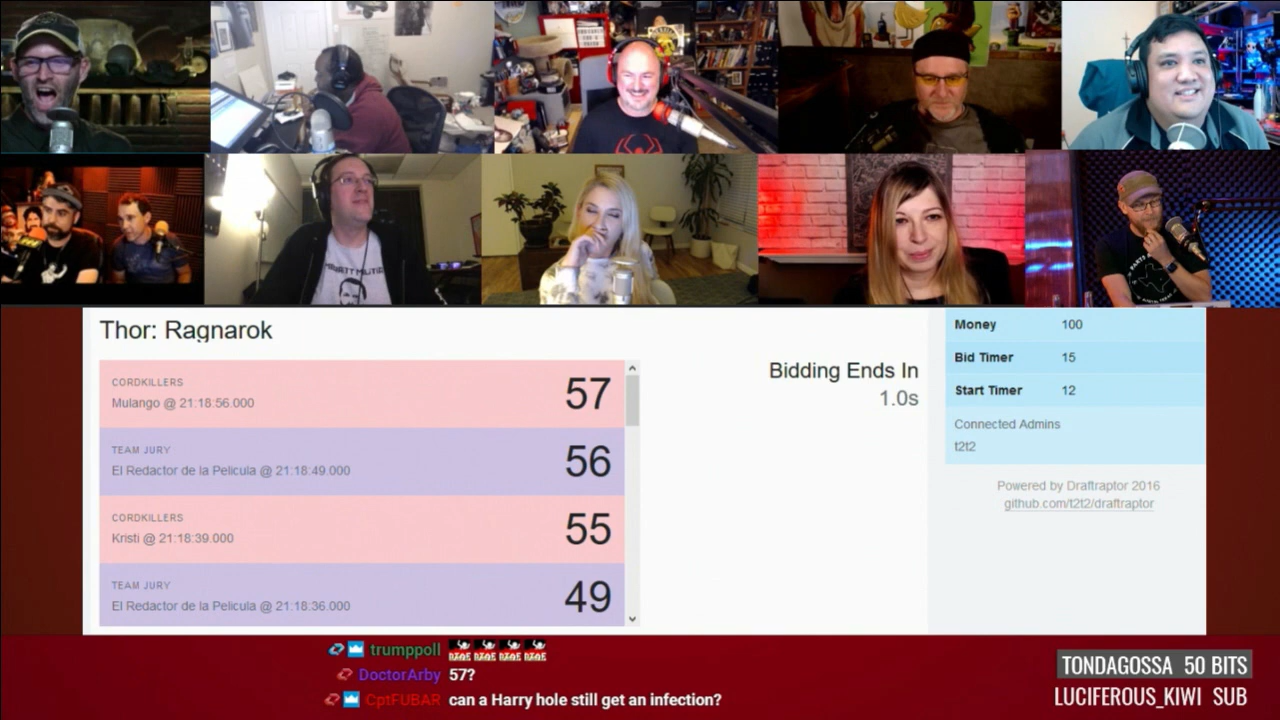 MARRIETT MILITIA
Thor: Ragnarok
CORDKILLERS
Mulango @ 21:18:56.000
57
TEAM JURY
El Redactor de la Pelicula @ 21:18:49.000
56
CORDKILLERS
Kristi @ 21:18:39.000
55
TEAM JURY
El Redactor de la Pelicula @ 21:18:36.000
49
Bidding Ends In
1.0s
Money 100
Bid Timer 15
Start Timer 12
Connected Admins
t2t2
Powered by Draftraptor 2016
github.com/t2t2/draftraptor
trumppoll
DoctorArby 57?
CptFUBAR can a Harry hole still get an infection?
TONDAGOSSA 50 BITS
LUCIFEROUS_KIWI SUB